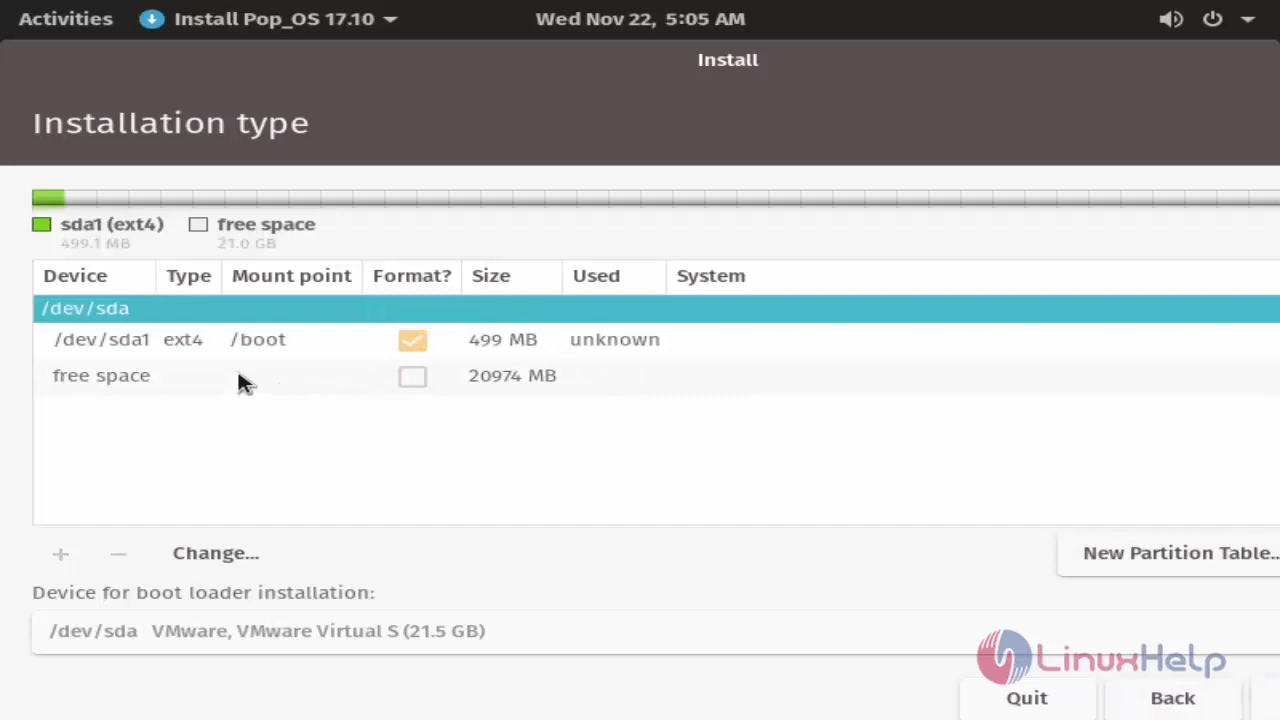 Activities Install Pop_OS 17.10 Wed Nov 22, 5:05 AM
Install
Installation type
sda1 (ext4) free space
499.1 MB 21.0 GB
Device Type Mount point Format? Size Used System
/dev/sda
/dev/sda1 ext4 /boot 499 MB unknown
free space 20974 MB
+ − Change... New Partition Table..
Device for boot loader installation:
/dev/sda VMware, VMware Virtual S (21.5 GB)
LinuxHelp
Quit Back